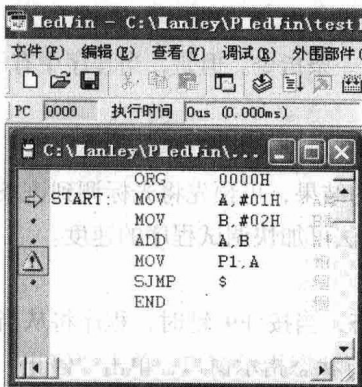 MedWin - C:\Manley\PMedWin\test
文件(F) 编辑(E) 查看(V) 调试(R) 外围部件
PC 0000 执行时间 0us (0.000ms)
C:\Manley\PMedWin\...
ORG 0000H
START: MOV A,#01H
MOV B,#02H
ADD A,B
MOV P1,A
SJMP $
END